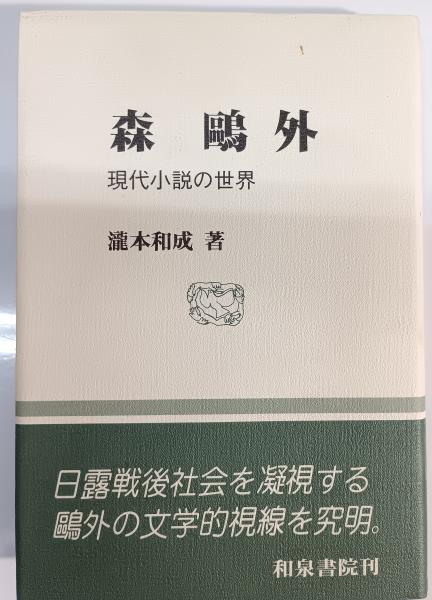 森鷗外
現代小説の世界
瀧本和成 著
日露戦後社会を凝視する
鷗外の文学的視線を究明。
和泉書院刊